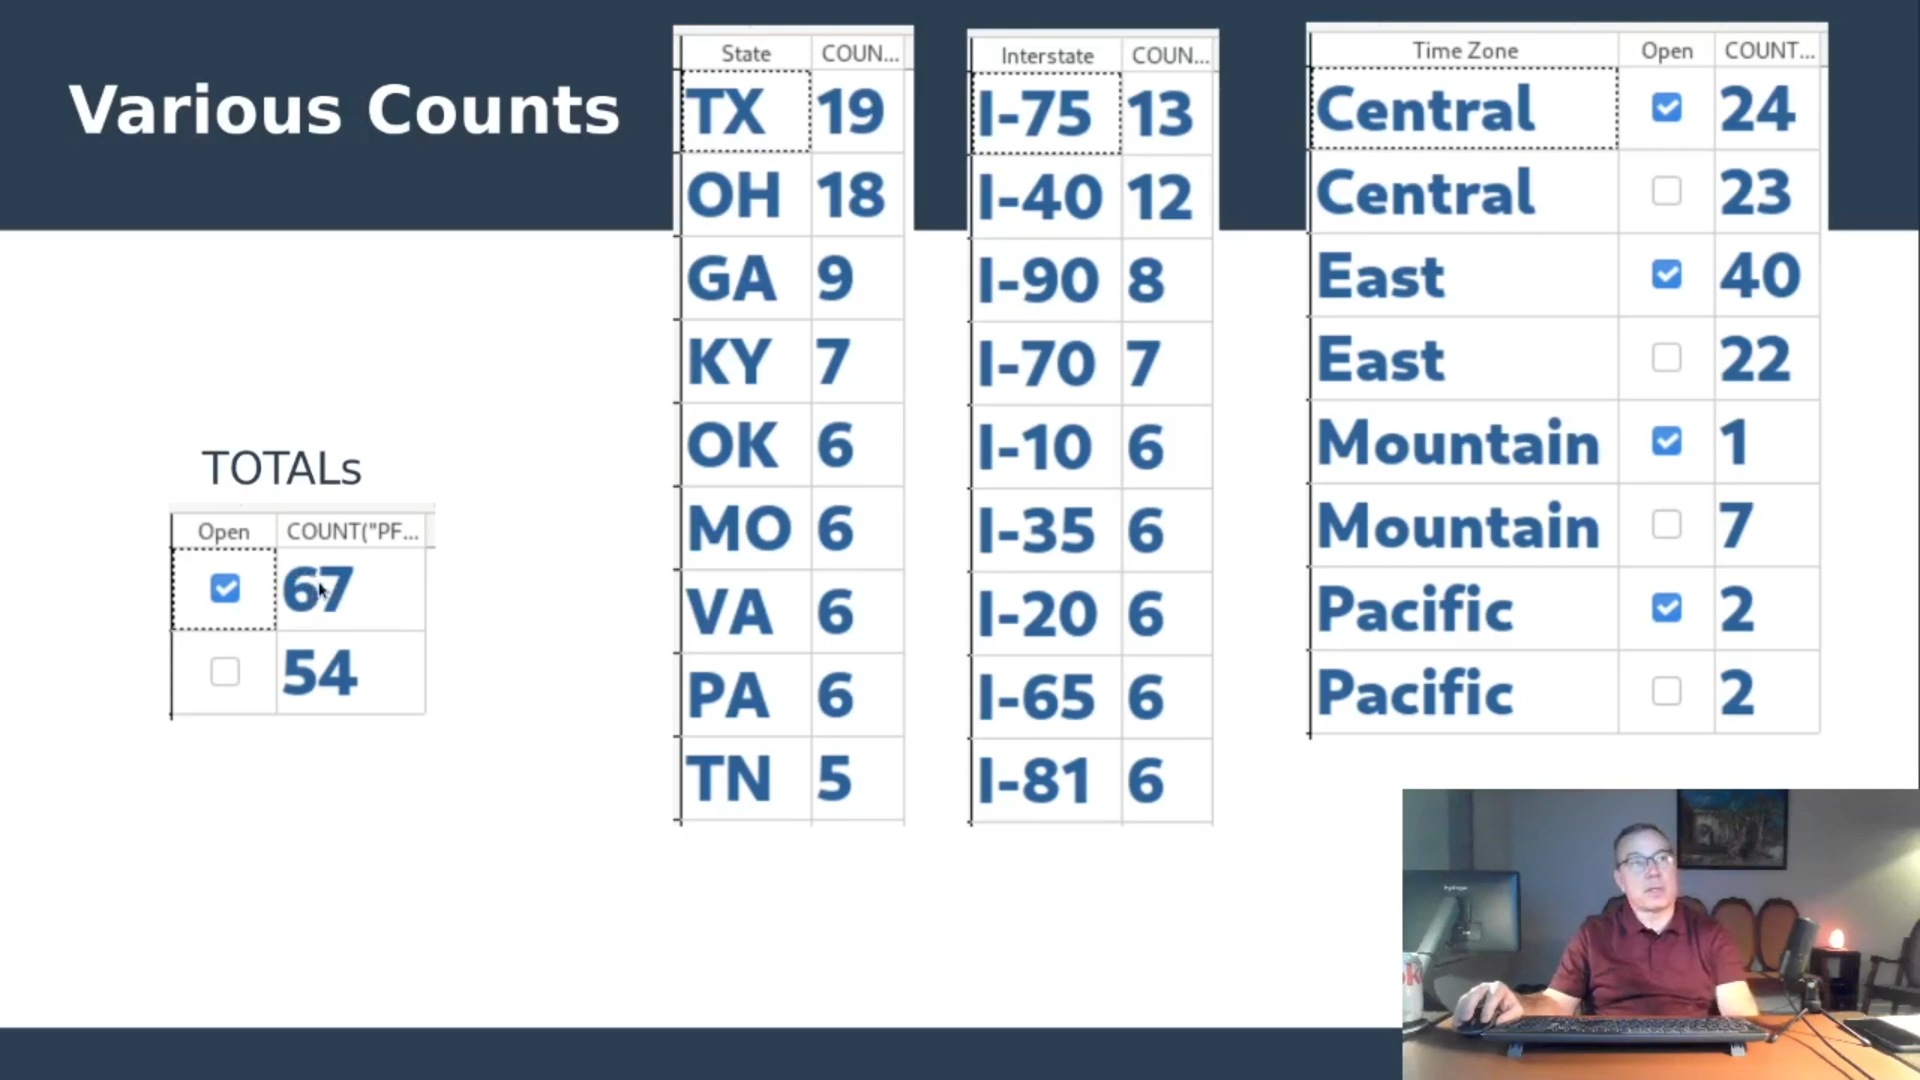 Various Counts
TOTALs
Open COUNT("PF...
67
54
State COUN...
TX 19
OH 18
GA 9
KY 7
OK 6
MO 6
VA 6
PA 6
TN 5
Interstate COUN...
I-75 13
I-40 12
I-90 8
I-70 7
I-10 6
I-35 6
I-20 6
I-65 6
I-81 6
Time Zone Open COUNT...
Central 24
Central 23
East 40
East 22
Mountain 1
Mountain 7
Pacific 2
Pacific 2